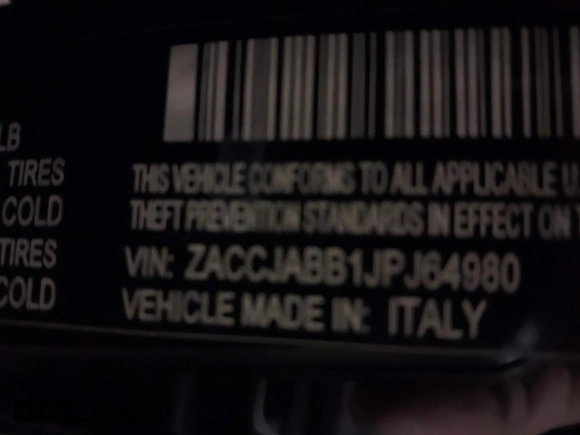 LB
TIRES
COLD
TIRES
COLD
THIS VEHICLE CONFORMS TO ALL APPLICABLE U
THEFT PREVENTION STANDARDS IN EFFECT ON T
VIN: ZACCJABB1JPJ64980
VEHICLE MADE IN: ITALY